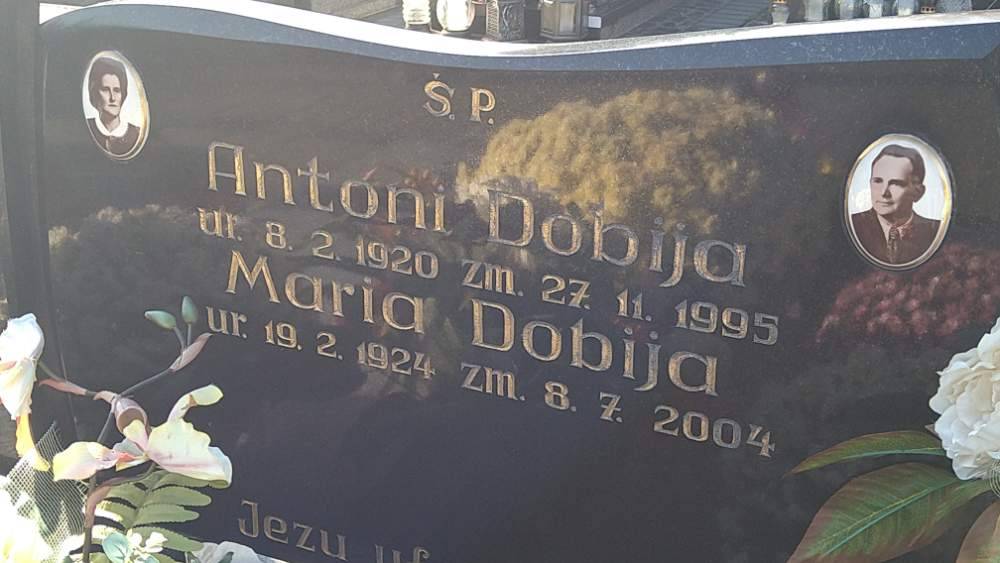 Ś.P.
Antoni Dobija
ur. 8. 2. 1920 zm. 27. 11. 1995
Maria Dobija
ur. 19. 2. 1924 zm. 8. 7. 2004
Jezu